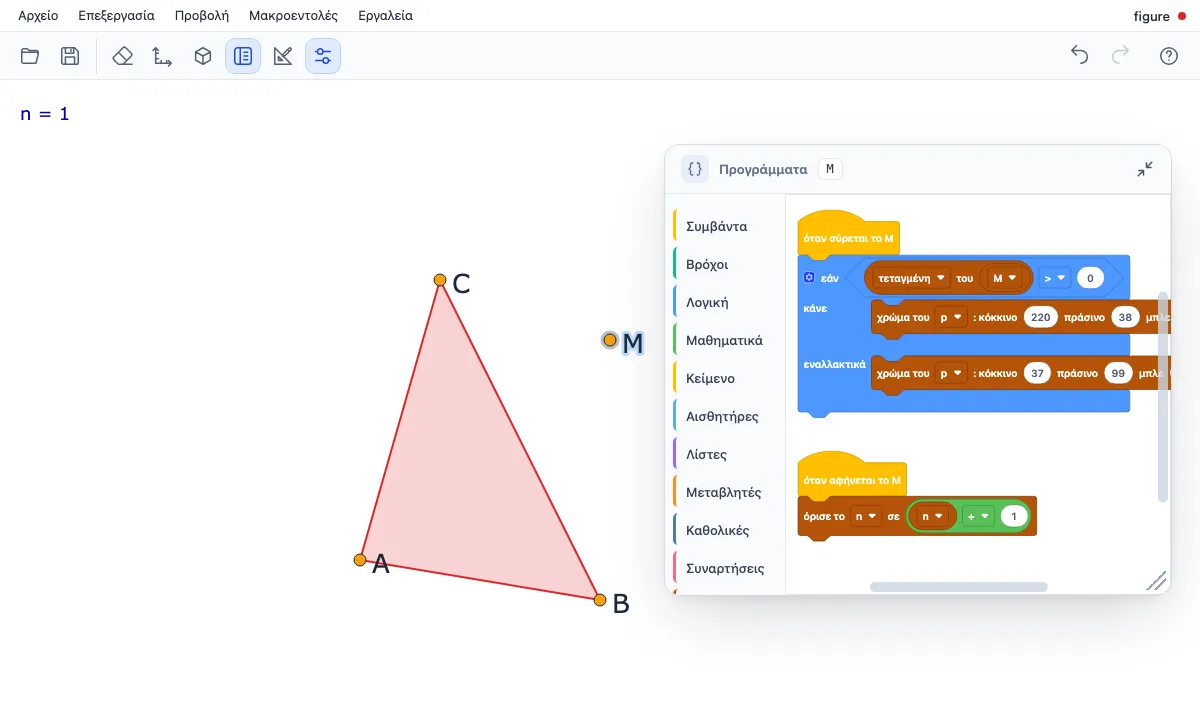 Αρχείο Επεξεργασία Προβολή Μακροεντολές Εργαλεία figure
n = 1
{} Προγράμματα M
Συμβάντα
Βρόχοι
Λογική
Μαθηματικά
Κείμενο
Αισθητήρες
Λίστες
Μεταβλητές
Καθολικές
Συναρτήσεις
όταν σύρεται το M
εάν τεταγμένη του M > 0
κάνε χρώμα του p : κόκκινο 220 πράσινο 38 μπλε
εναλλακτικά χρώμα του p : κόκκινο 37 πράσινο 99 μπλε
όταν αφήνεται το M
όρισε το n σε n + 1
C
M
A
B